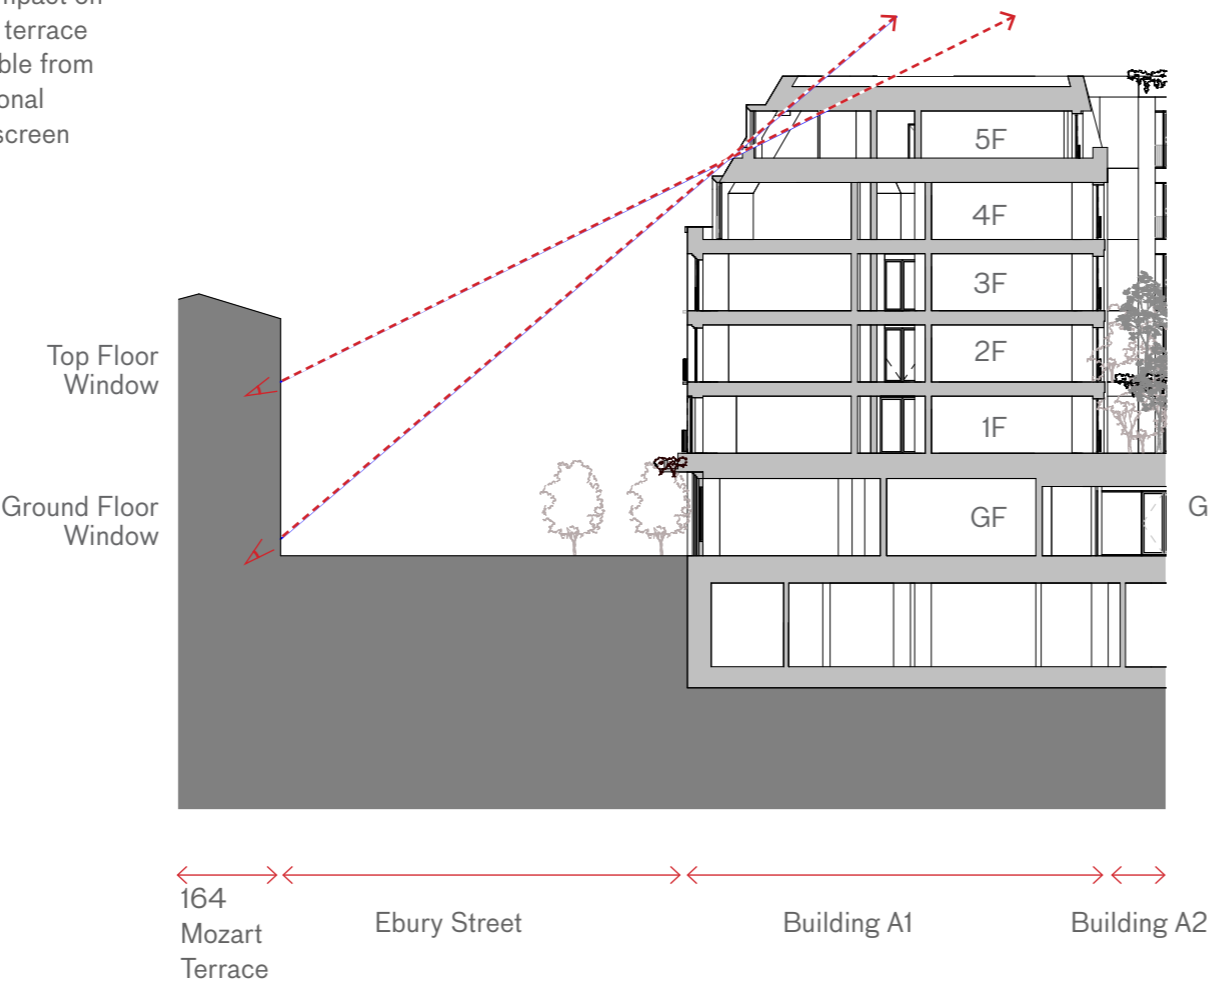 terrace
ble from
onal
screen
5F
4F
3F
2F
1F
GF
G
Top Floor
Window
Ground Floor
Window
164
Mozart
Terrace
Ebury Street
Building A1
Building A2